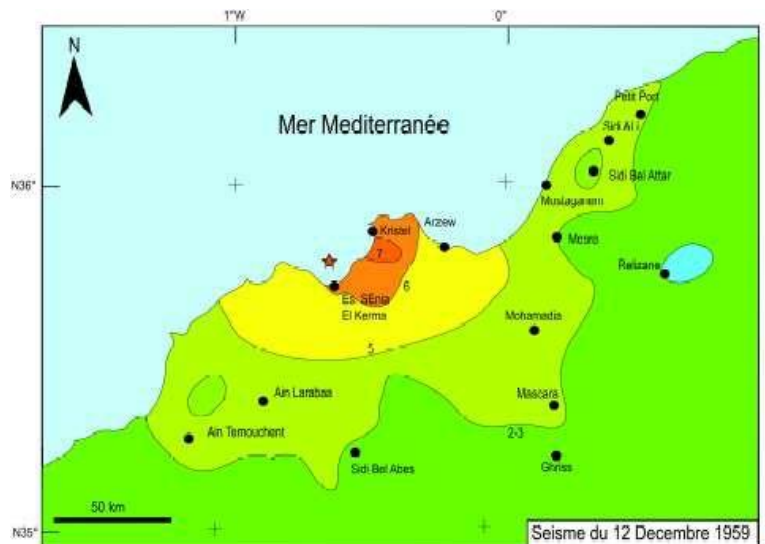 1°W
0°
N
Mer Mediterranée
Petit Port
Sidi ALi
Sidi Bel Attar
N36°
Mustaganem
Kristel
Arzew
Mosra
7
Relizane
6
Es SEnia
El Kerma
Mohamadia
5
Ain Larabaa
Mascara
Ain Temouchent
2-3
Sidi Bel Abes
Ghriss
50 km
N35°
Seisme du 12 Decembre 1959